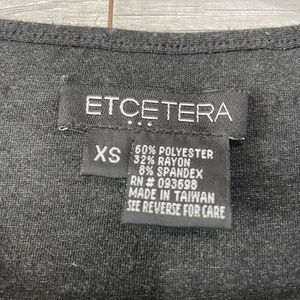 ETCETERA
...
XS
60% POLYESTER
32% RAYON
8% SPANDEX
RN # 093698
MADE IN TAIWAN
SEE REVERSE FOR CARE